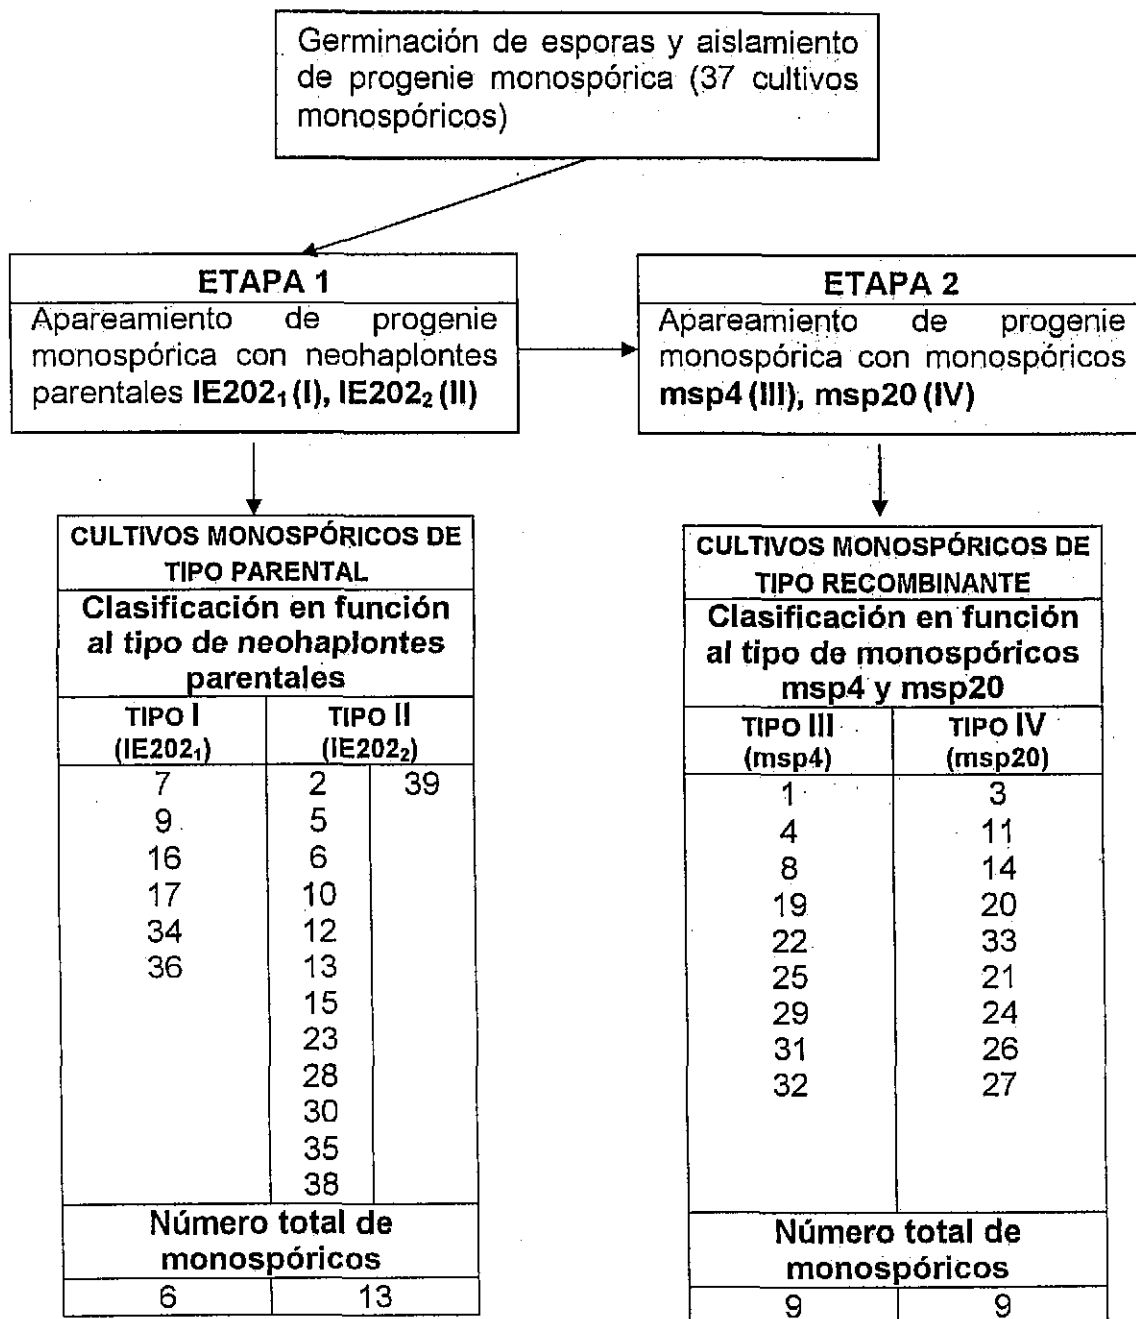 Germinación de esporas y aislamiento
de progenie monospórica (37 cultivos
monospóricos)
ETAPA 1
Apareamiento de progenie
monospórica con neohaplontes
parentales IE202₁ (I), IE202₂ (II)
ETAPA 2
Apareamiento de progenie
monospórica con monospóricos
msp4 (III), msp20 (IV)
CULTIVOS MONOSPÓRICOS DE
TIPO PARENTAL
Clasificación en función
al tipo de neohaplontes
parentales
TIPO I TIPO II
(IE202₁) (IE202₂)
7 2 39
9 5
16 6
17 10
34 12
36 13
15
23
28
30
35
38
Número total de
monospóricos
6 13
CULTIVOS MONOSPÓRICOS DE
TIPO RECOMBINANTE
Clasificación en función
al tipo de monospóricos
msp4 y msp20
TIPO III TIPO IV
(msp4) (msp20)
1 3
4 11
8 14
19 20
22 33
25 21
29 24
31 26
32 27
Número total de
monospóricos
9 9